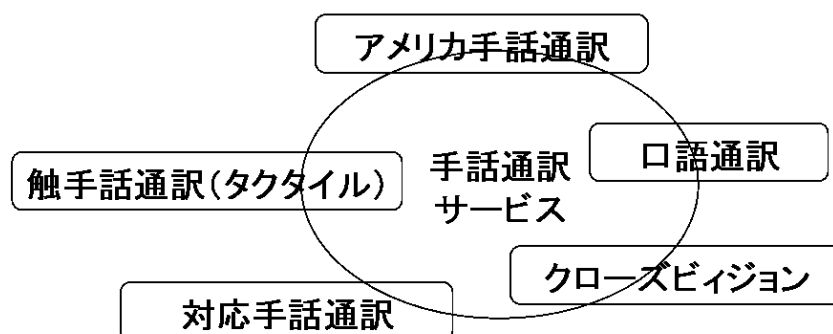 アメリカ手話通訳
口語通訳
触手話通訳(タクタイル)
手話通訳
サービス
クローズビィジョン
対応手話通訳